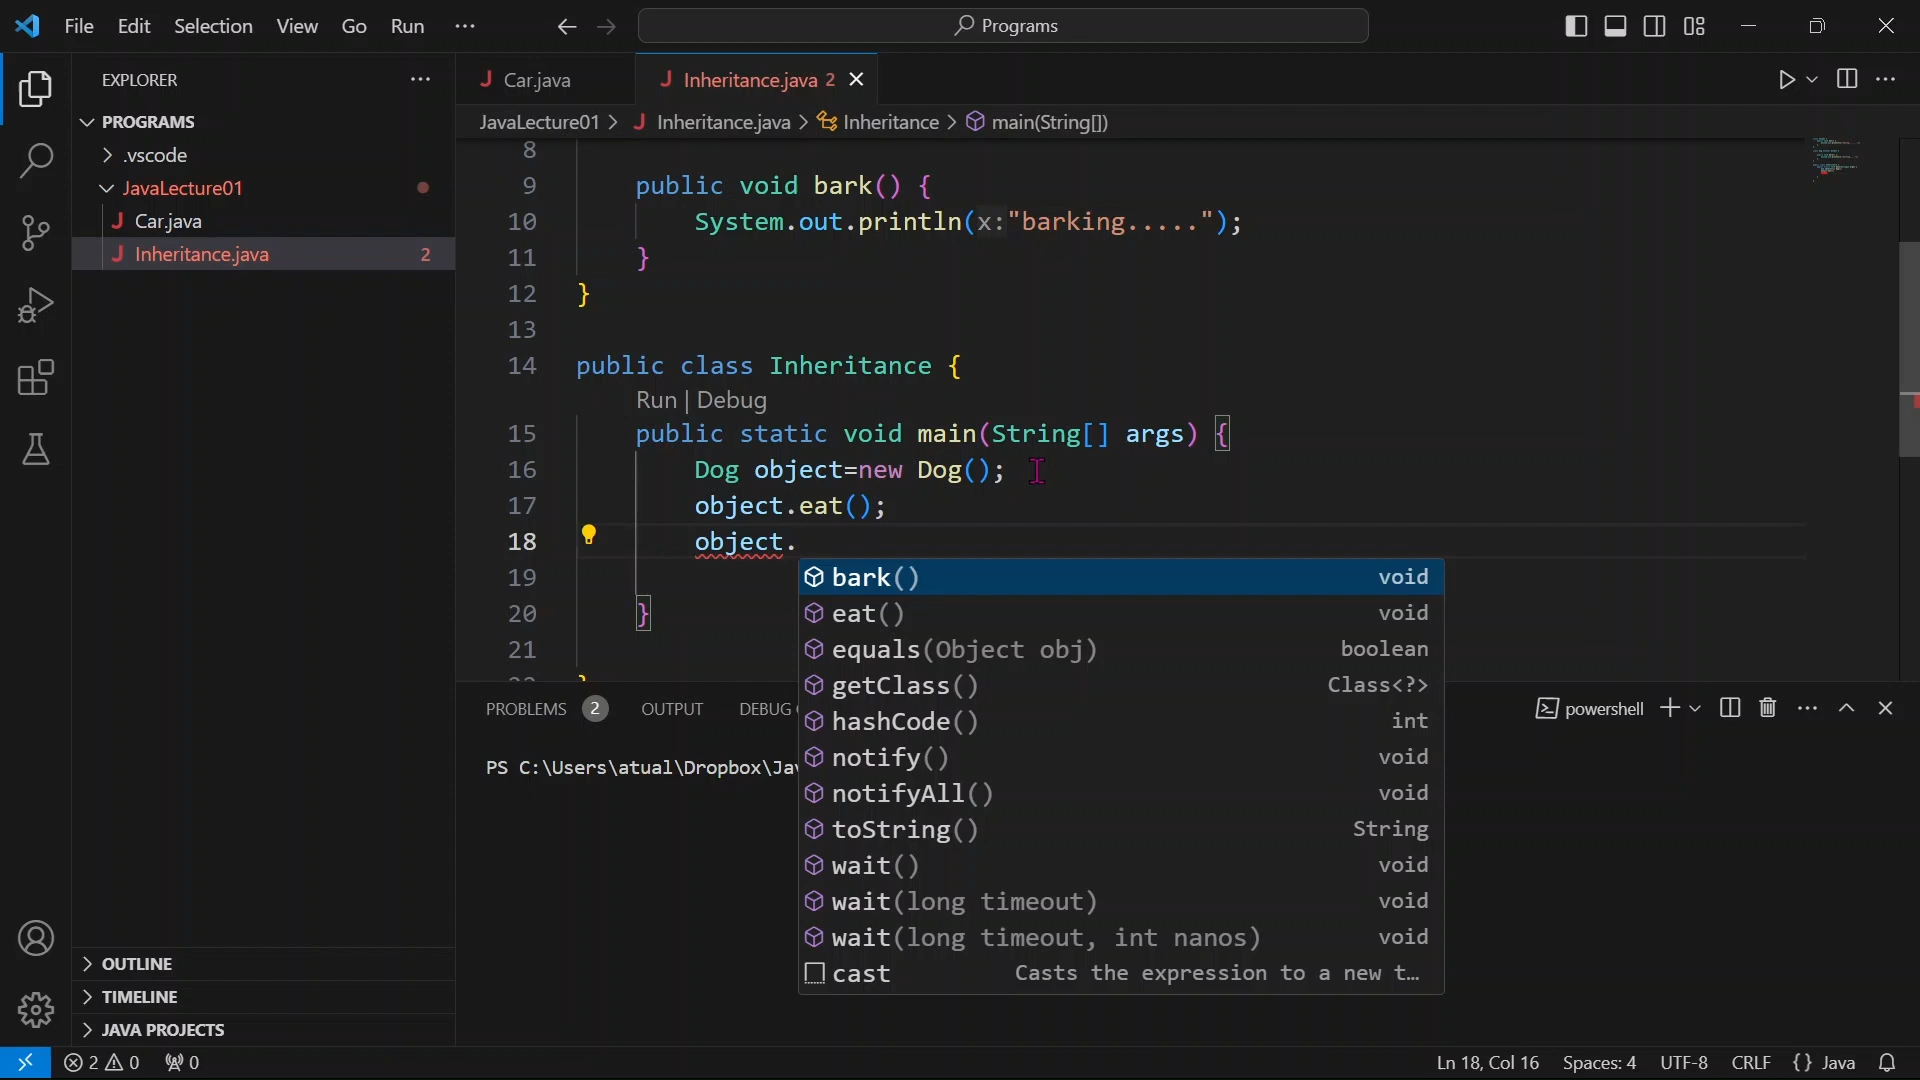 File Edit Selection View Go Run ··· Programs
EXPLORER ···
PROGRAMS
.vscode
JavaLecture01
J Car.java
J Inheritance.java 2
OUTLINE
TIMELINE
JAVA PROJECTS
J Car.java J Inheritance.java 2
JavaLecture01 > J Inheritance.java > Inheritance > main(String[])
8
9 public void bark() {
10 System.out.println(x:"barking.....");
11 }
12 }
13
14 public class Inheritance {
Run | Debug
15 public static void main(String[] args) {
16 Dog object=new Dog();
17 object.eat();
18 object.
19
20 }
21
bark() void
eat() void
equals(Object obj) boolean
getClass() Class<?>
hashCode() int
notify() void
notifyAll() void
toString() String
wait() void
wait(long timeout) void
wait(long timeout, int nanos) void
cast Casts the expression to a new t…
PROBLEMS 2 OUTPUT DEBUG powershell
PS C:\Users\atual\Dropbox\Jav
2 0 0 Ln 18, Col 16 Spaces: 4 UTF-8 CRLF {} Java